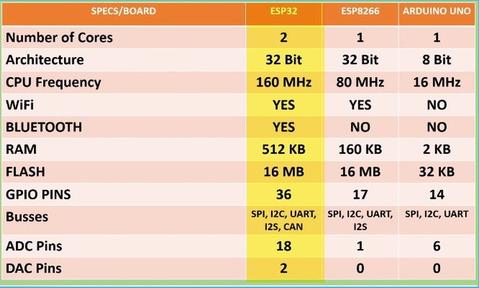 SPECS/BOARD ESP32 ESP8266 ARDUINO UNO
Number of Cores 2 1 1
Architecture 32 Bit 32 Bit 8 Bit
CPU Frequency 160 MHz 80 MHz 16 MHz
WiFi YES YES NO
BLUETOOTH YES NO NO
RAM 512 KB 160 KB 2 KB
FLASH 16 MB 16 MB 32 KB
GPIO PINS 36 17 14
Busses SPI, I2C, UART, SPI, I2C, UART, SPI, I2C, UART
I2S, CAN I2S
ADC Pins 18 1 6
DAC Pins 2 0 0